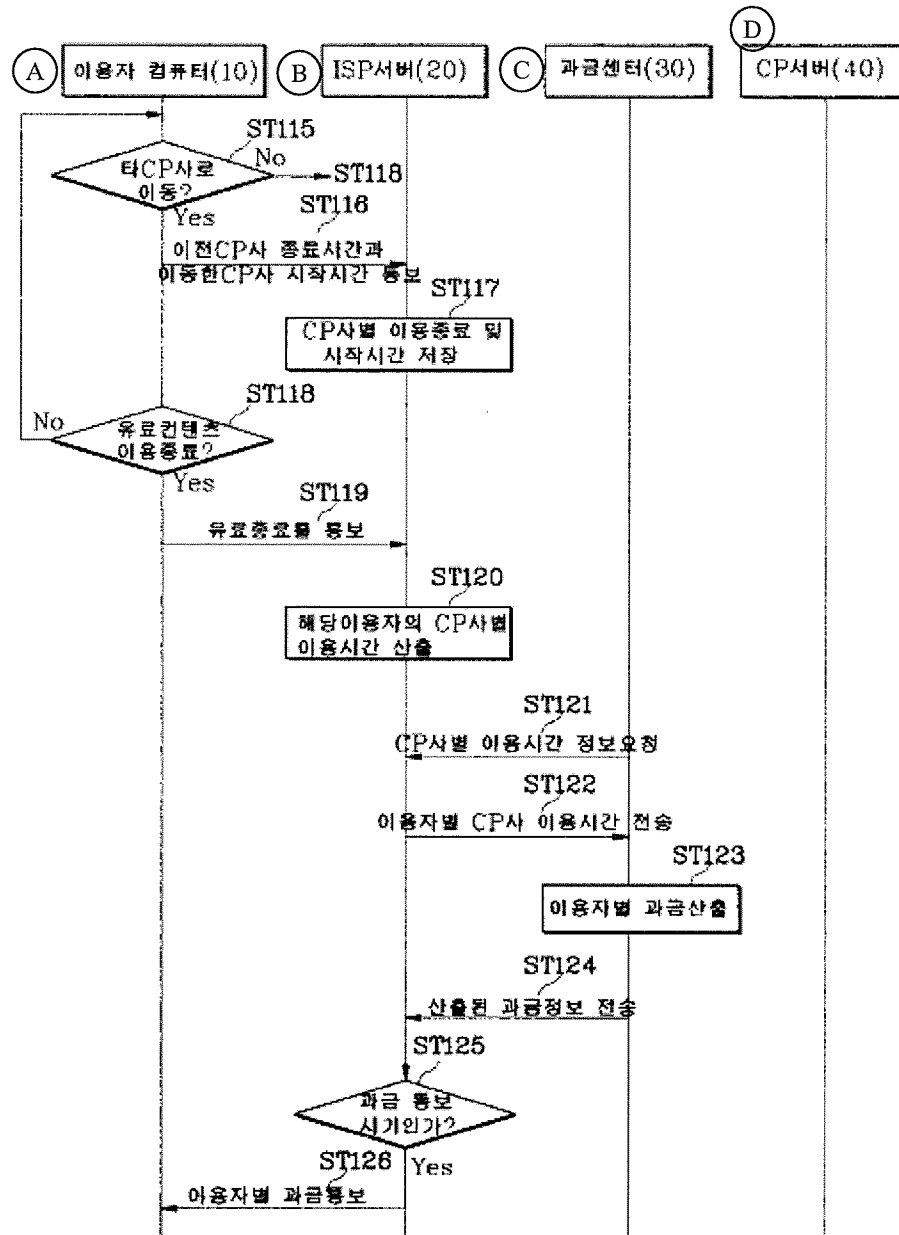 A 이용자 컴퓨터(10)
B ISP서버(20)
C 과금센터(30)
D
CP서버(40)
ST115
타CP사로
이동?
No
ST118
Yes
ST116
이전CP사 종료시간과
이동한CP사 시작시간 통보
ST117
CP사별 이용종료 및
시작시간 저장
ST118
No
유료컨텐츠
이용종료?
Yes
ST119
유료종료를 통보
ST120
해당이용자의 CP사별
이용시간 산출
ST121
CP사별 이용시간 정보요청
ST122
이용자별 CP사 이용시간 전송
ST123
이용자별 과금산출
ST124
산출된 과금정보 전송
ST125
과금 통보
시기인가?
ST126
Yes
이용자별 과금통보